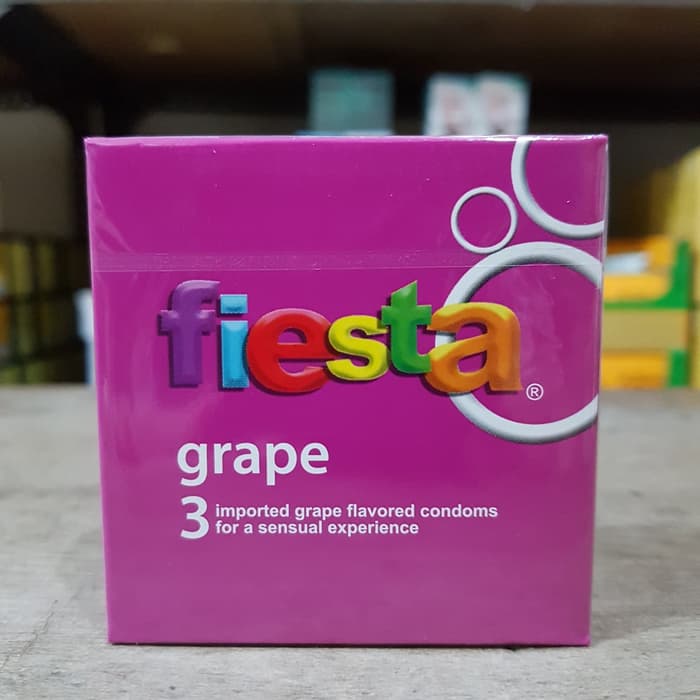 fiesta®
grape
3 imported grape flavored condoms
for a sensual experience